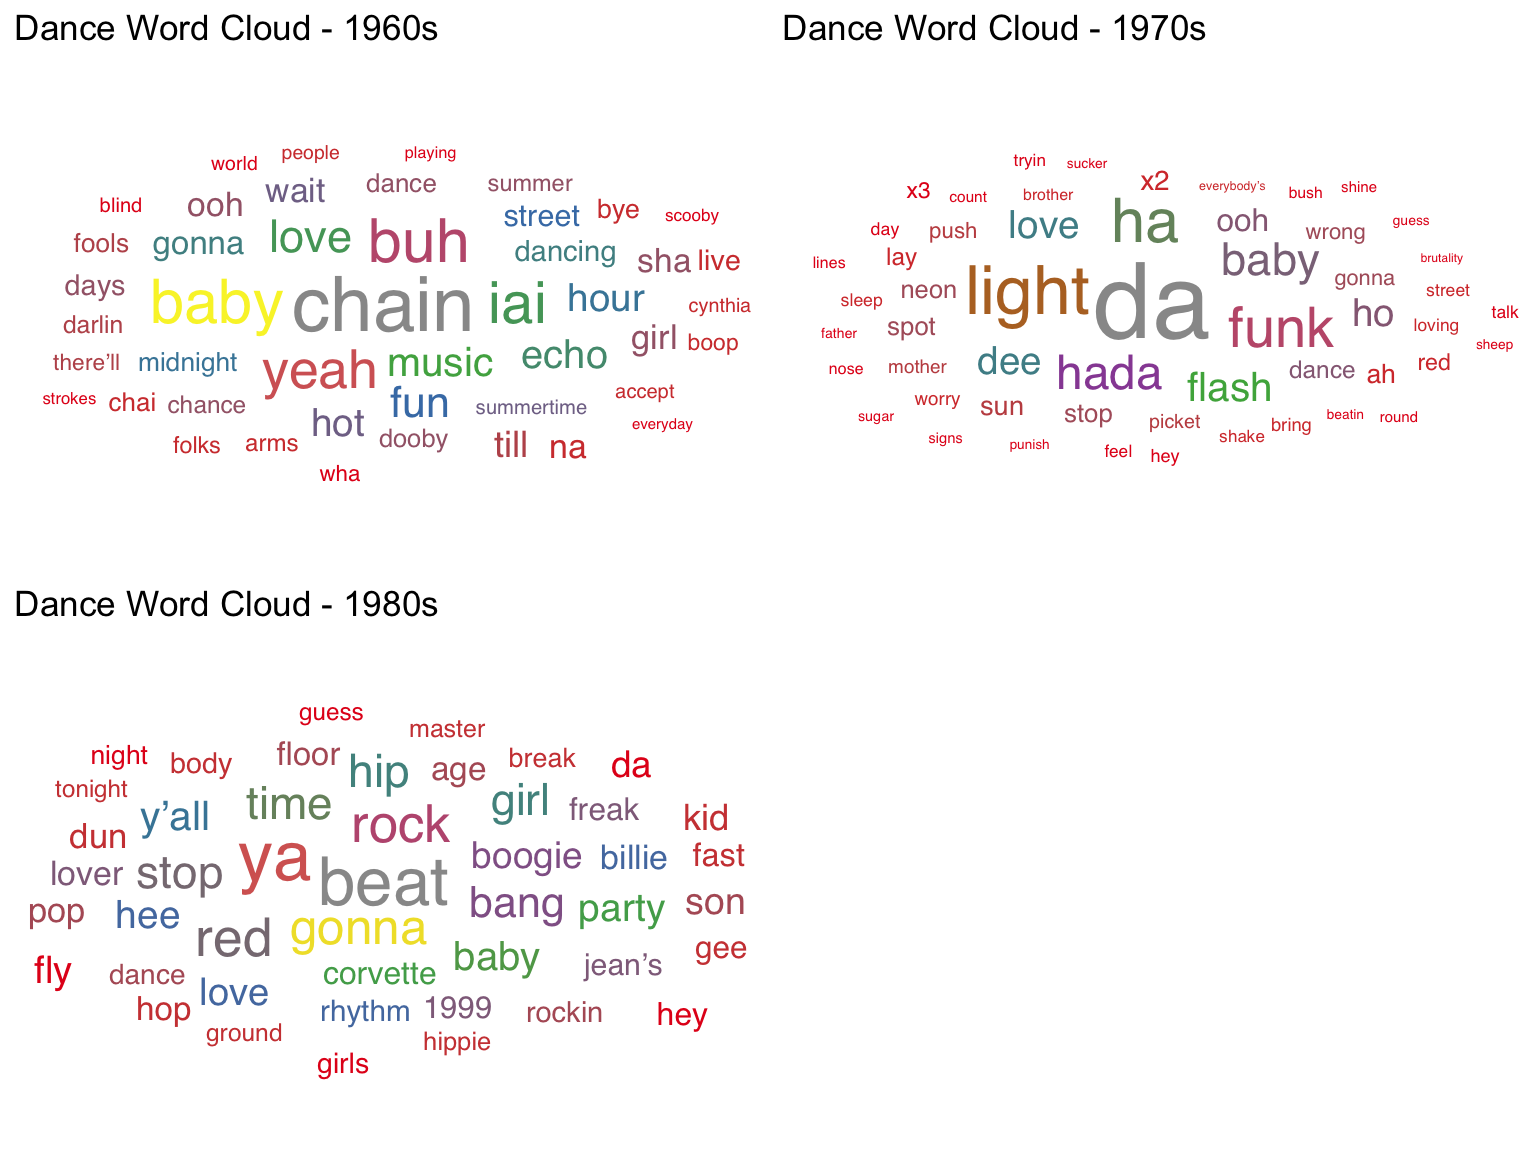 Dance Word Cloud - 1960s
world people playing
blind ooh wait dance summer street bye scooby
fools gonna love buh dancing sha live
days baby chain iai hour cynthia
darlin girl boop
there'll midnight yeah music echo
strokes chai chance fun summertime accept
hot dooby everyday
folks arms till na
wha
Dance Word Cloud - 1970s
tryin sucker
x3 count brother x2 everybody's bush shine
day push love ha ooh wrong guess
lines lay baby brutality
sleep neon light da gonna street
father spot funk ho loving talk
nose mother dee hada flash dance ah red sheep
sugar worry sun stop picket bring beatin round
signs punish feel hey shake
Dance Word Cloud - 1980s
guess master
night body floor hip age break da
tonight y’all time girl freak kid
dun rock
lover stop ya beat boogie billie fast
pop hee bang party son
red gonna gee
fly dance corvette baby jean’s
hop love rhythm 1999 rockin hey
ground hippie
girls